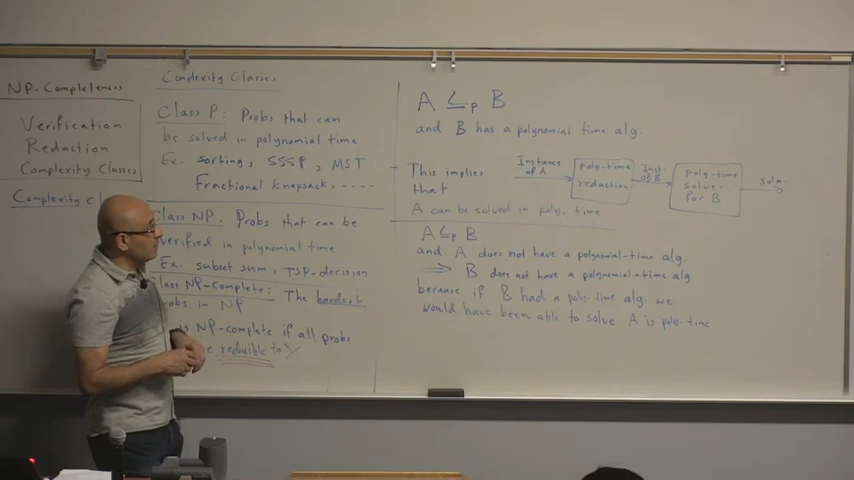 NP-Completeness
Verification
Reduction
Complexity Classes
Complexity
Complexity Classes
Class P: Probs that can
be solved in polynomial time
Ex. sorting, SSSP, MST
Fractional knapsack, ....
Class NP: Probs that can be
verified in polynomial time
Ex. subset sum, TSP-decision
Class NP-Complete: The hardest
probs in NP
is NP-complete if all probs
reducible to Y
A ≤p B
and B has a polynomial time alg.
This implies
that
A can be solved in poly. time
Instance
of A
poly-time
reduction
Inst.
of B
poly-time
solver
for B
soln.
A ≤p B
and A does not have a polynomial-time alg.
⟹ B does not have a polynomial-time alg
because if B had a poly time alg. we
would have been able to solve A is poly-time